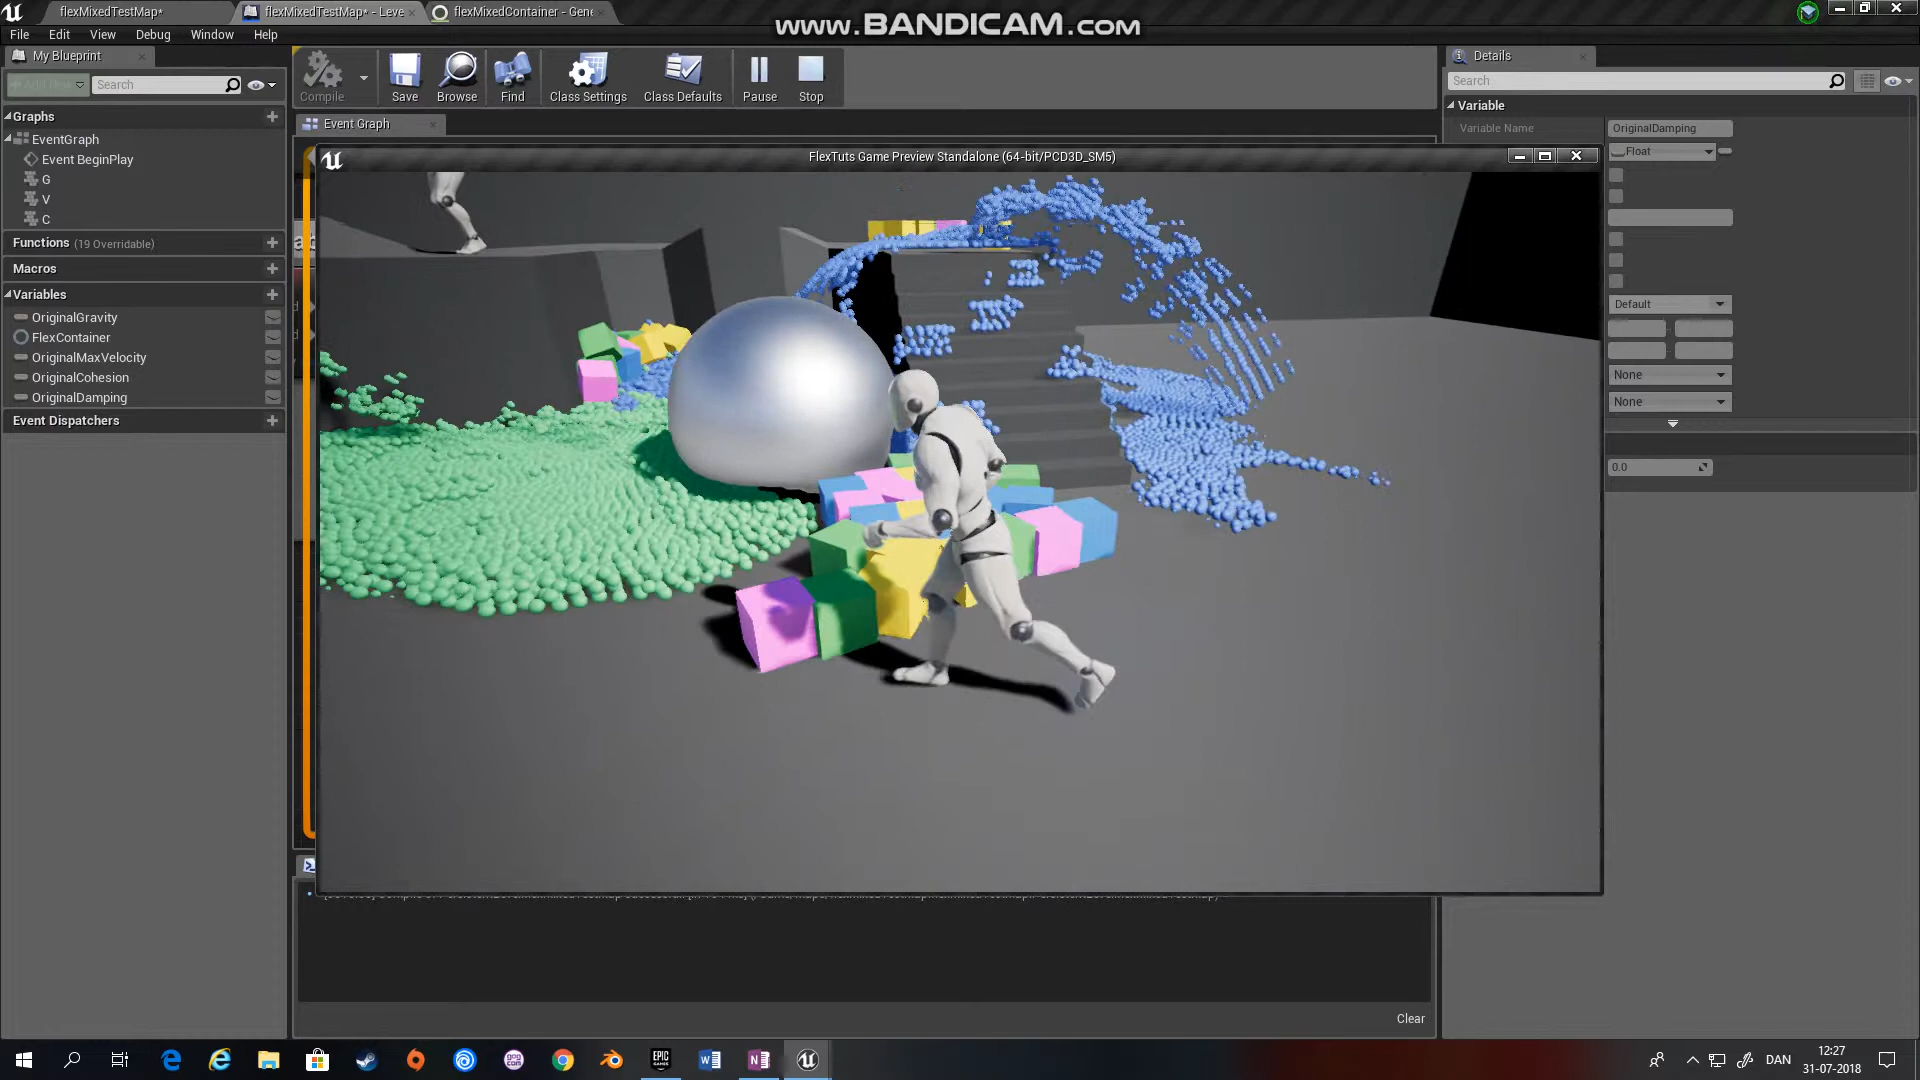 flexMixedTestMap*
flexMixedTestMap* - Leve
flexMixedContainer - Gene
www.BANDICAM.com
File
Edit
View
Debug
Window
Help
My Blueprint
Search
Compile
Save
Browse
Find
Class Settings
Class Defaults
Pause
Stop
Details
Search
Graphs
EventGraph
Event BeginPlay
G
V
C
Functions (19 Overridable)
Macros
Variables
OriginalGravity
FlexContainer
OriginalMaxVelocity
OriginalCohesion
OriginalDamping
Event Dispatchers
Event Graph
FlexTuts Game Preview Standalone (64-bit/PCD3D_SM5)
Variable
Variable Name
OriginalDamping
Float
Default
None
None
0.0
Clear
EPIC GAMES
DAN
12:27
31-07-2018